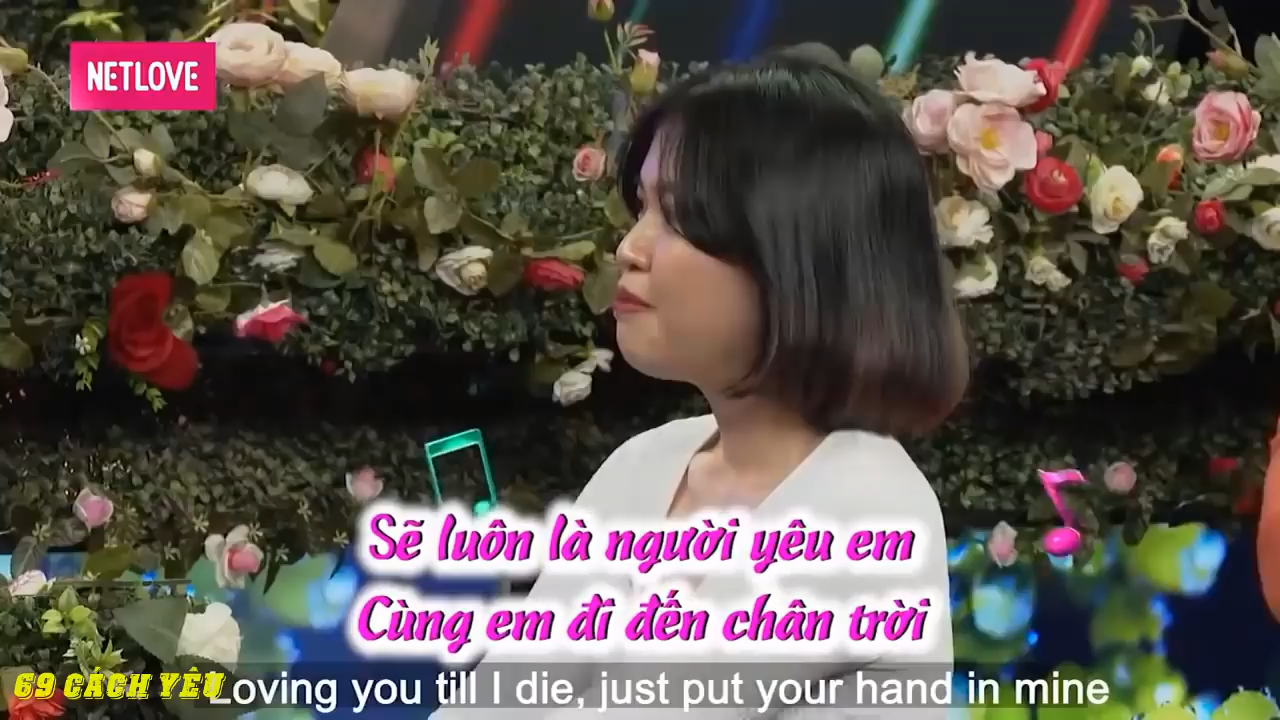 NETLOVE
Sẽ luôn là người yêu em
Cùng em đi đến chân trời
69 CÁCH YÊU
Loving you till I die, just put your hand in mine